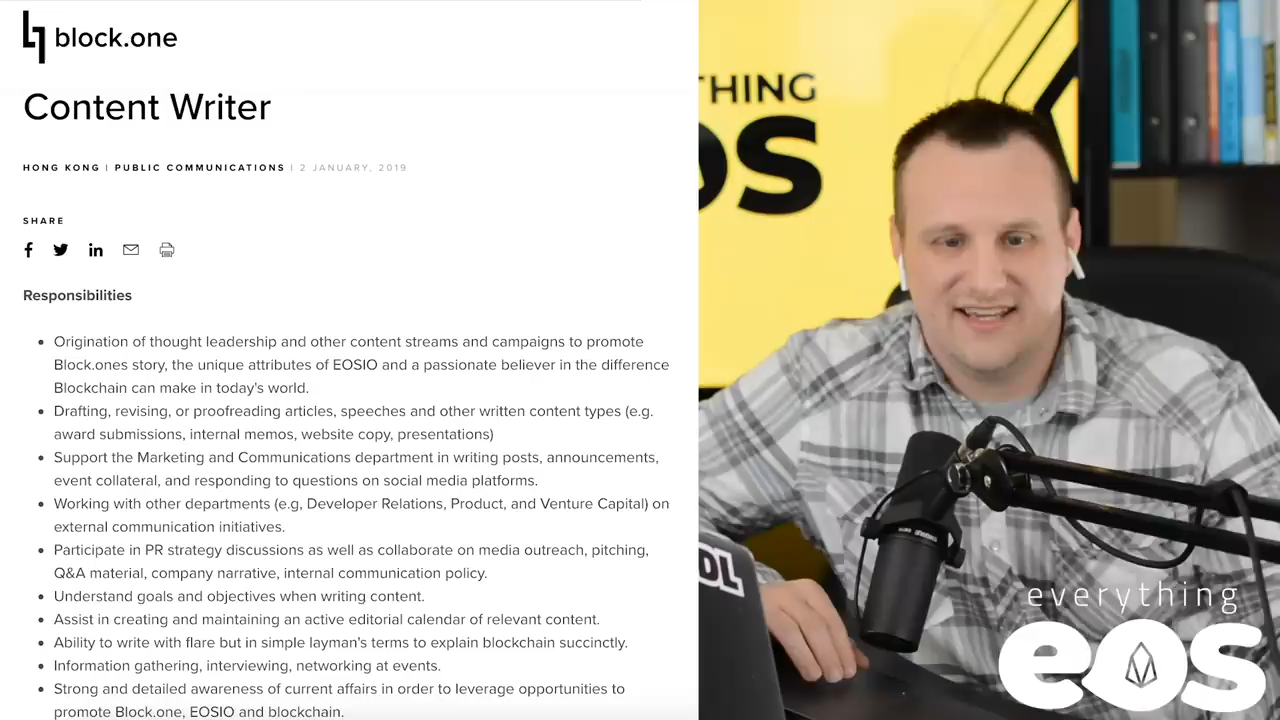 block.one
Content Writer
HONG KONG | PUBLIC COMMUNICATIONS | 2 JANUARY, 2019
SHARE
Responsibilities
Origination of thought leadership and other content streams and campaigns to promote
Block.ones story, the unique attributes of EOSIO and a passionate believer in the difference
Blockchain can make in today's world.
Drafting, revising, or proofreading articles, speeches and other written content types (e.g.
award submissions, internal memos, website copy, presentations)
Support the Marketing and Communications department in writing posts, announcements,
event collateral, and responding to questions on social media platforms.
Working with other departments (e.g, Developer Relations, Product, and Venture Capital) on
external communication initiatives.
Participate in PR strategy discussions as well as collaborate on media outreach, pitching,
Q&A material, company narrative, internal communication policy.
Understand goals and objectives when writing content.
Assist in creating and maintaining an active editorial calendar of relevant content.
Ability to write with flare but in simple layman's terms to explain blockchain succinctly.
Information gathering, interviewing, networking at events.
Strong and detailed awareness of current affairs in order to leverage opportunities to
promote Block.one, EOSIO and blockchain.
THING
OS
OL
everything
eos